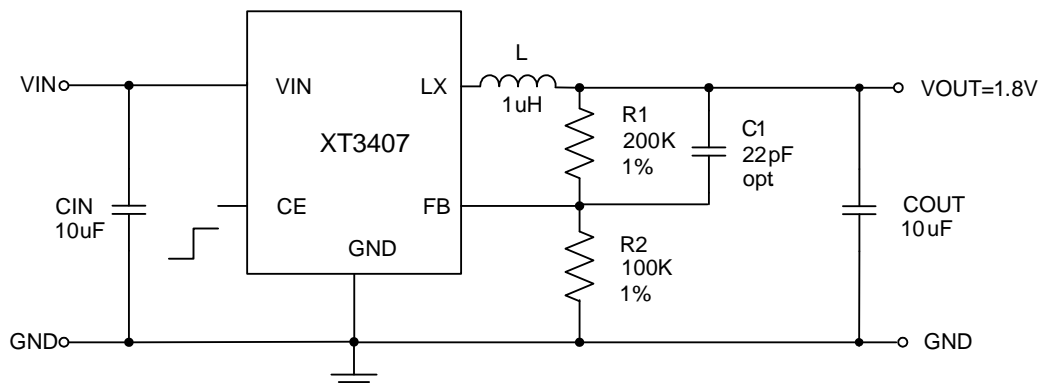 VIN
VIN
LX
L
1uH
VOUT=1.8V
XT3407
R1
200K
1%
C1
22pF
opt
CIN
10uF
CE
FB
COUT
10uF
GND
R2
100K
1%
GND
GND